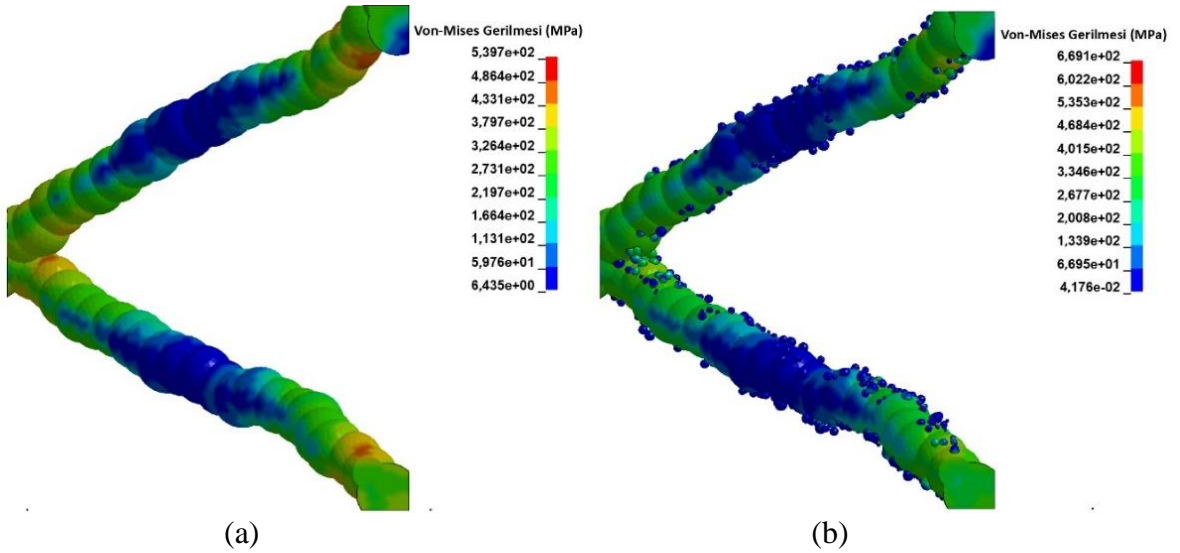 Von-Mises Gerilmesi (MPa)
5,397e+02
4,864e+02
4,331e+02
3,797e+02
3,264e+02
2,731e+02
2,197e+02
1,664e+02
1,131e+02
5,976e+01
6,435e+00
Von-Mises Gerilmesi (MPa)
6,691e+02
6,022e+02
5,353e+02
4,684e+02
4,015e+02
3,346e+02
2,677e+02
2,008e+02
1,339e+02
6,695e+01
4,176e-02
(a)
(b)